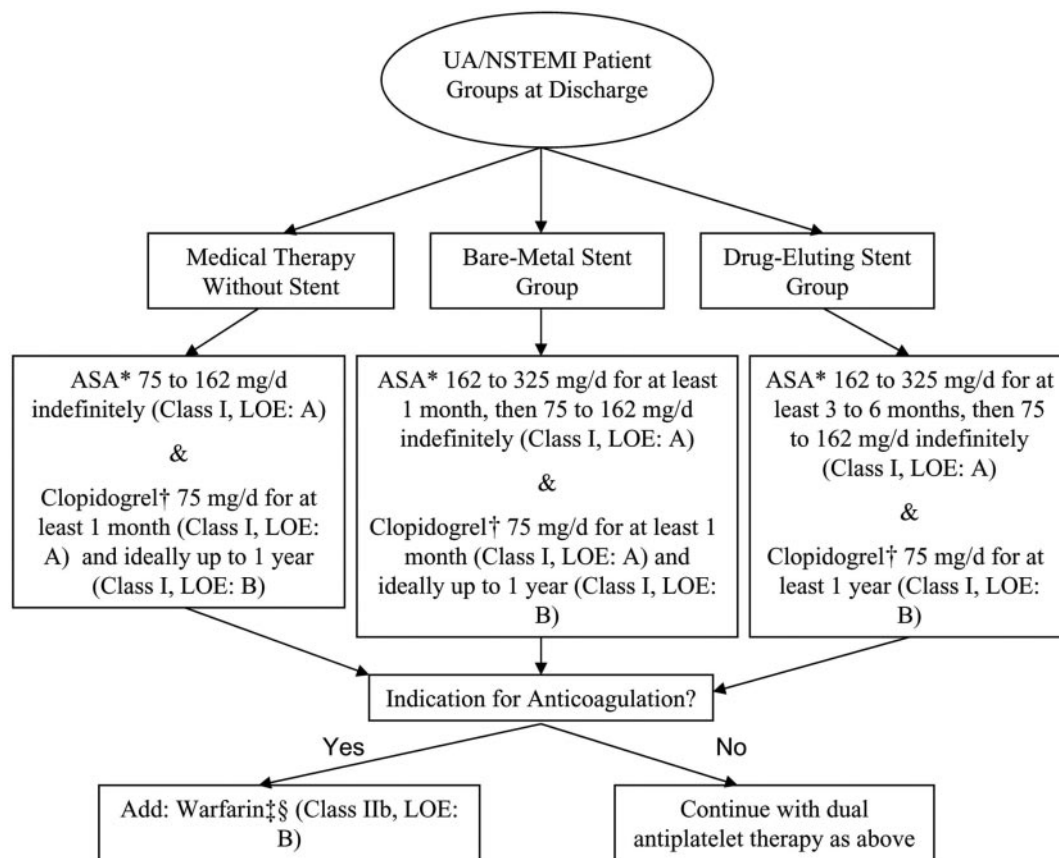 UA/NSTEMI Patient
Groups at Discharge
Medical Therapy
Without Stent
Bare-Metal Stent
Group
Drug-Eluting Stent
Group
ASA* 75 to 162 mg/d
indefinitely (Class I, LOE: A)
&
Clopidogrel† 75 mg/d for at
least 1 month (Class I, LOE:
A) and ideally up to 1 year
(Class I, LOE: B)
ASA* 162 to 325 mg/d for at least
1 month, then 75 to 162 mg/d
indefinitely (Class I, LOE: A)
&
Clopidogrel† 75 mg/d for at least 1
month (Class I, LOE: A) and
ideally up to 1 year (Class I, LOE:
B)
ASA* 162 to 325 mg/d for at
least 3 to 6 months, then 75
to 162 mg/d indefinitely
(Class I, LOE: A)
&
Clopidogrel† 75 mg/d for at
least 1 year (Class I, LOE:
B)
Indication for Anticoagulation?
Yes
No
Add: Warfarin‡§ (Class IIb, LOE:
B)
Continue with dual
antiplatelet therapy as above